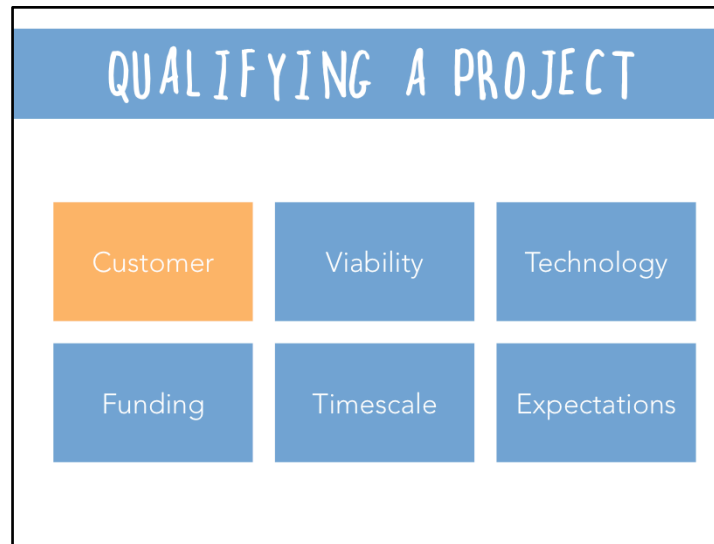 QUALIFYING A PROJECT
Customer
Viability
Technology
Funding
Timescale
Expectations